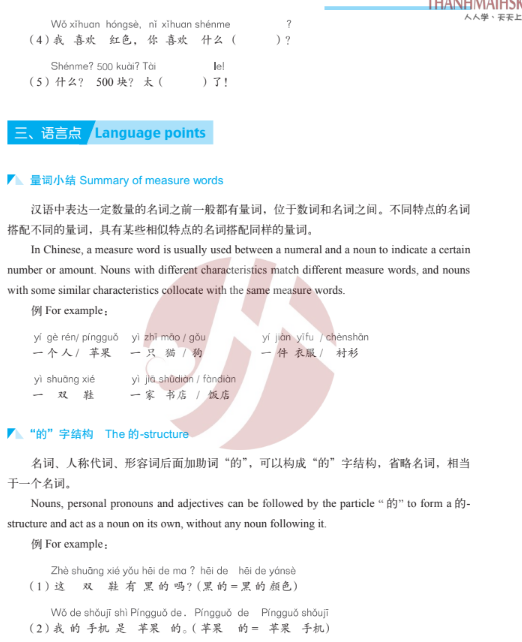 THANHMAIHSK
人人学·天天上
Wǒ xǐhuan hóngsè, nǐ xǐhuan shénme ?
(4) 我 喜欢 红色, 你 喜欢 什么 ( )?
Shénme? 500 kuài? Tài le!
(5) 什么? 500 块? 太 ( ) 了!
三、语言点 Language points
量词小结 Summary of measure words
汉语中表达一定数量的名词之前一般都有量词，位于数词和名词之间。不同特点的名词
搭配不同的量词，具有某些相似特点的名词搭配同样的量词。
In Chinese, a measure word is usually used between a numeral and a noun to indicate a certain
number or amount. Nouns with different characteristics match different measure words, and nouns
with some similar characteristics collocate with the same measure words.
例 For example:
yí gè rén/ píngguǒ yì zhī māo / gǒu yí jiàn yīfu / chènshān
一 个 人 / 苹果 一 只 猫 / 狗 一 件 衣服 / 衬衫
yì shuāng xié yì jiā shūdiàn / fàndiàn
一 双 鞋 一 家 书店 / 饭店
“的”字结构 The 的-structure
名词、人称代词、形容词后面加助词“的”，可以构成“的”字结构，省略名词，相当
于一个名词。
Nouns, personal pronouns and adjectives can be followed by the particle “ 的” to form a 的-
structure and act as a noun on its own, without any noun following it.
例 For example:
Zhè shuāng xié yǒu hēi de ma ? hēi de hēi de yánsè
(1) 这 双 鞋 有 黑 的 吗? (黑 的 = 黑 的 颜色)
Wǒ de shǒujī shì Píngguǒ de. Píngguǒ de Píngguǒ shǒujī
(2) 我 的 手机 是 苹果 的。(苹果 的 = 苹果 手机)